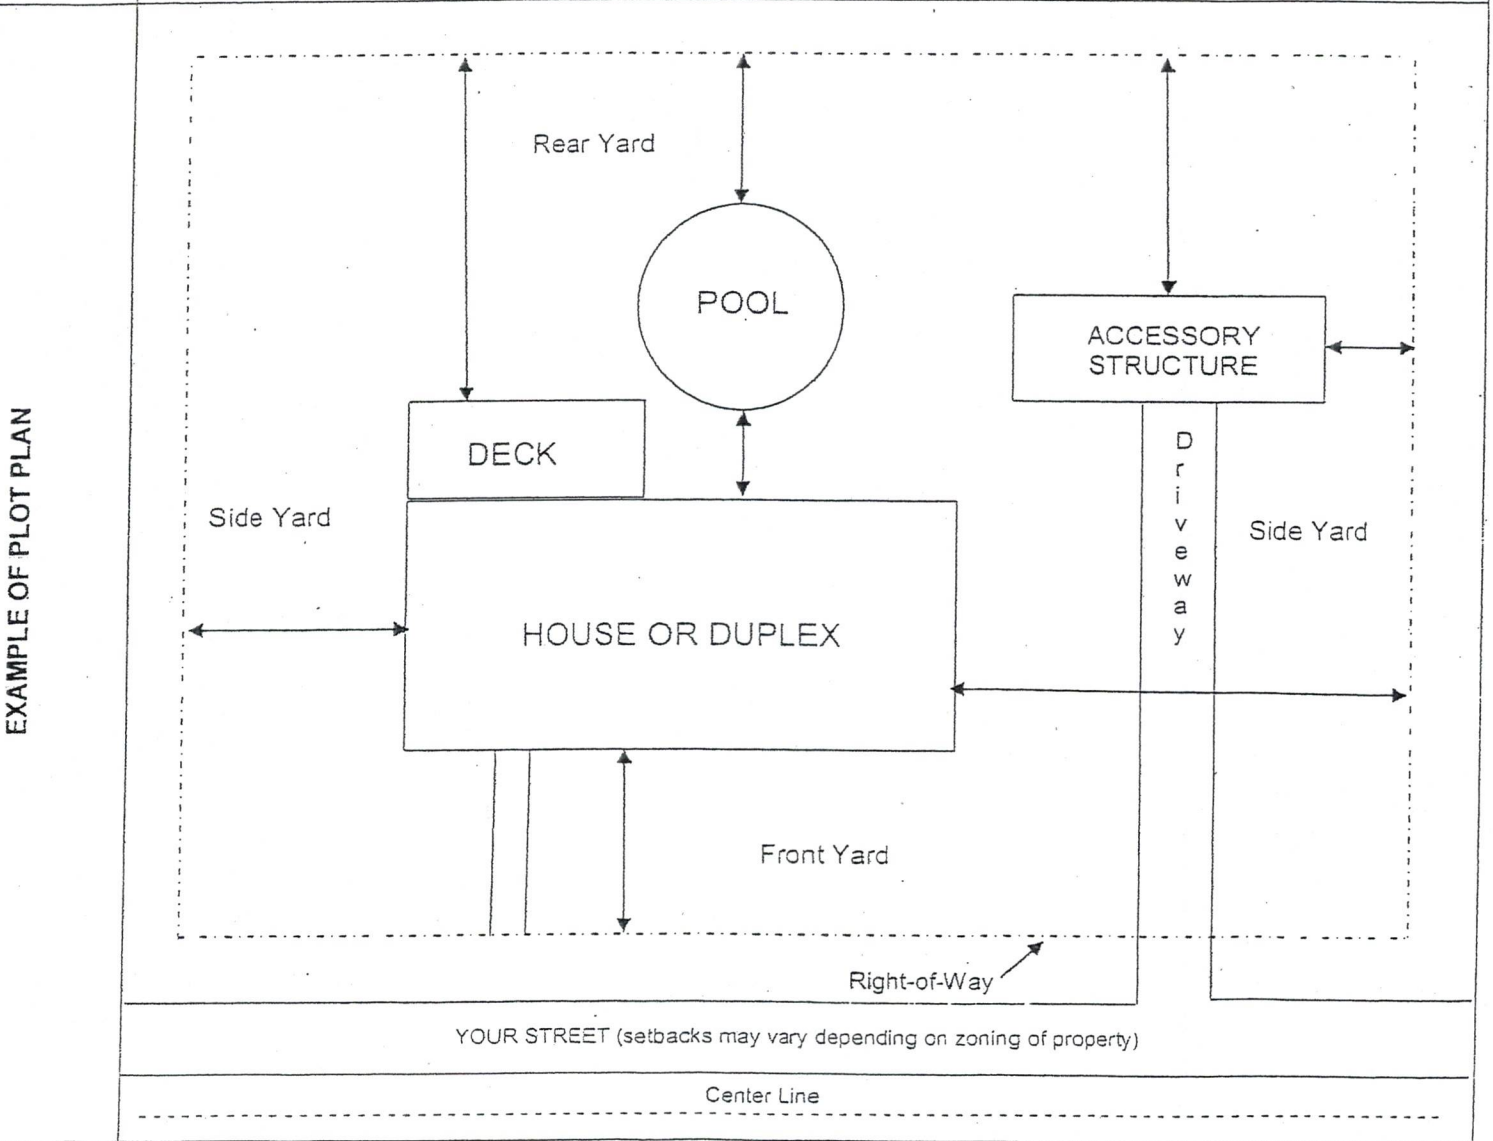 EXAMPLE OF PLOT PLAN
Rear Yard
POOL
ACCESSORY
STRUCTURE
DECK
Driveway
Side Yard
Side Yard
HOUSE OR DUPLEX
Front Yard
Right-of-Way
YOUR STREET (setbacks may vary depending on zoning of property)
Center Line